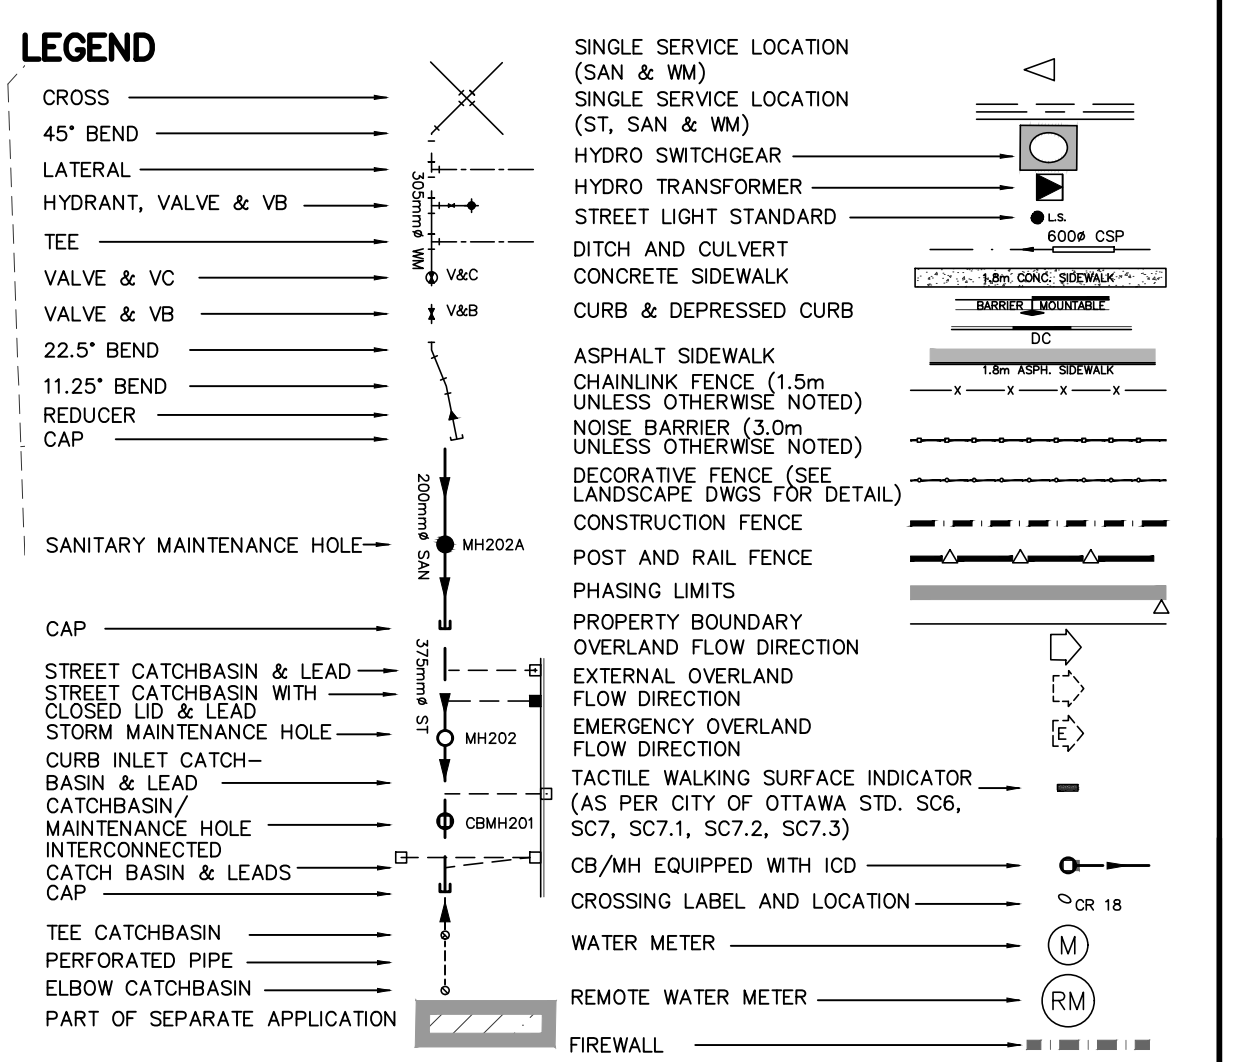 LEGEND
CROSS
45° BEND
LATERAL
HYDRANT, VALVE & VB
TEE
VALVE & VC
VALVE & VB
22.5° BEND
11.25° BEND
REDUCER
CAP
SANITARY MAINTENANCE HOLE
CAP
STREET CATCHBASIN & LEAD
STREET CATCHBASIN WITH
CLOSED LID & LEAD
STORM MAINTENANCE HOLE
CURB INLET CATCH-
BASIN & LEAD
CATCHBASIN/
MAINTENANCE HOLE
INTERCONNECTED
CATCH BASIN & LEADS
CAP
TEE CATCHBASIN
PERFORATED PIPE
ELBOW CATCHBASIN
PART OF SEPARATE APPLICATION
305mmø WM
V&C
V&B
200mmø SAN
MH202A
375mmø ST
MH202
CBMH201
SINGLE SERVICE LOCATION
(SAN & WM)
SINGLE SERVICE LOCATION
(ST, SAN & WM)
HYDRO SWITCHGEAR
HYDRO TRANSFORMER
STREET LIGHT STANDARD
L.S.
DITCH AND CULVERT
600ø CSP
CONCRETE SIDEWALK
1.8m CONC. SIDEWALK
CURB & DEPRESSED CURB
BARRIER MOUNTABLE
DC
ASPHALT SIDEWALK
1.8m ASPH. SIDEWALK
CHAINLINK FENCE (1.5m
UNLESS OTHERWISE NOTED)
X X X X
NOISE BARRIER (3.0m
UNLESS OTHERWISE NOTED)
DECORATIVE FENCE (SEE
LANDSCAPE DWGS FOR DETAIL)
CONSTRUCTION FENCE
POST AND RAIL FENCE
PHASING LIMITS
PROPERTY BOUNDARY
OVERLAND FLOW DIRECTION
EXTERNAL OVERLAND
FLOW DIRECTION
EMERGENCY OVERLAND
FLOW DIRECTION
E
TACTILE WALKING SURFACE INDICATOR
(AS PER CITY OF OTTAWA STD. SC6,
SC7, SC7.1, SC7.2, SC7.3)
CB/MH EQUIPPED WITH ICD
CROSSING LABEL AND LOCATION
CR 18
WATER METER
M
REMOTE WATER METER
RM
FIREWALL